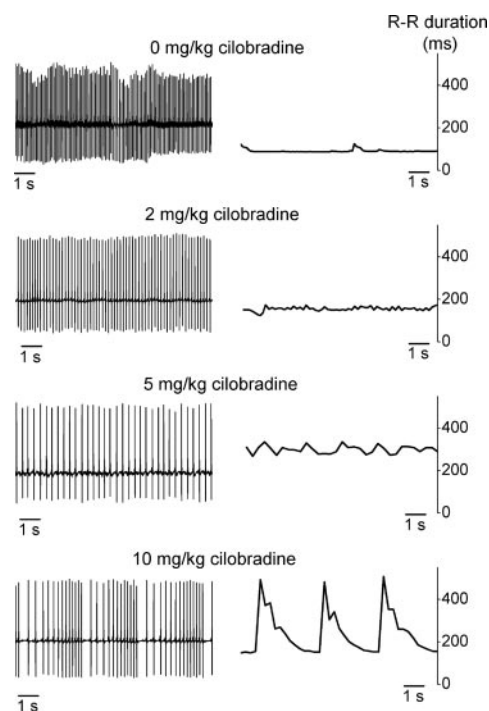 R-R duration
(ms)
0 mg/kg cilobradine
400
200
0
1 s
1 s
2 mg/kg cilobradine
400
200
0
1 s
1 s
5 mg/kg cilobradine
400
200
0
1 s
1 s
10 mg/kg cilobradine
400
200
0
1 s
1 s